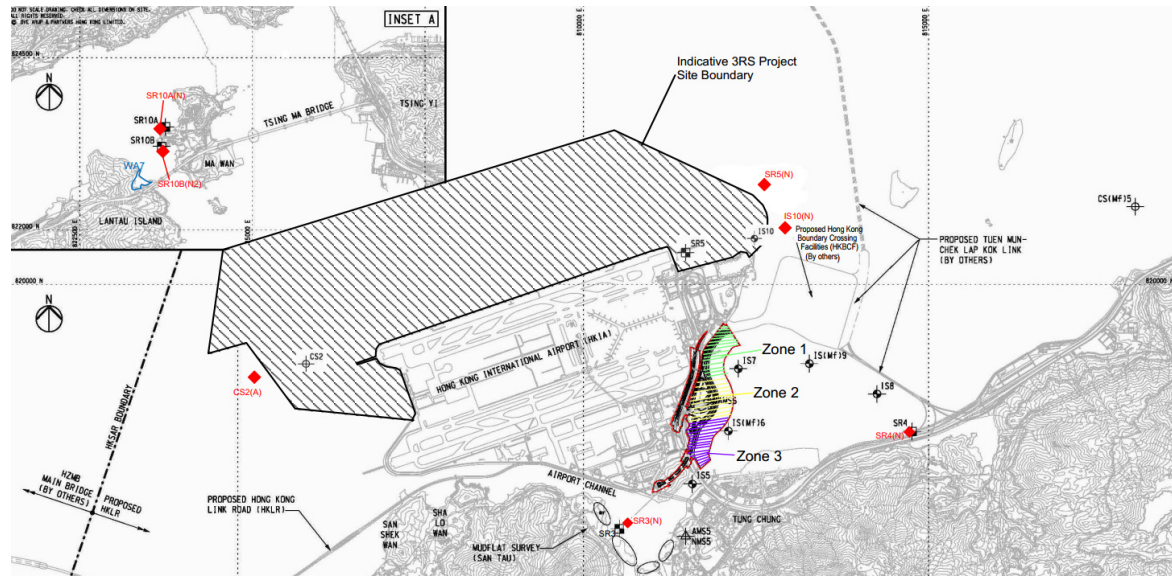 DO NOT SCALE DRAWING. CHECK ALL DIMENSIONS ON SITE.
ALL RIGHTS RESERVED.
© OVE ARUP & PARTNERS HONG KONG LIMITED.
INSET A
824500 N
N
SR10A(N)
SR10A
SR10B
WA7
SR10B(N2)
MA WAN
TSING MA BRIDGE
TSING YI
LANTAU ISLAND
822000 N
822500 E
810000 E
815000 E
Indicative 3RS Project
Site Boundary
SR5(N)
IS10(N)
IS10
SR5
Proposed Hong Kong
Boundary Crossing
Facilities (HKBCF)
(By others)
CS(Mf)5
PROPOSED TUEN MUN-
CHEK LAP KOK LINK
(BY OTHERS)
820000 N
N
CS2
CS2(A)
HONG KONG INTERNATIONAL AIRPORT (HKIA)
Zone 1
IS7
IS(Mf)9
Zone 2
IS8
IS(Mf)6
SR4
SR4(N)
Zone 3
IS5
HKSAR BOUNDARY
HZMB
MAIN BRIDGE
(BY OTHERS)
PROPOSED
HKLR
PROPOSED HONG KONG
LINK ROAD (HKLR)
AIRPORT CHANNEL
SAN
SHEK
WAN
SHA
LO
WAN
MUDFLAT SURVEY
(SAN TAU)
SR3
SR3(N)
AMS5
NMS5
TUNG CHUNG